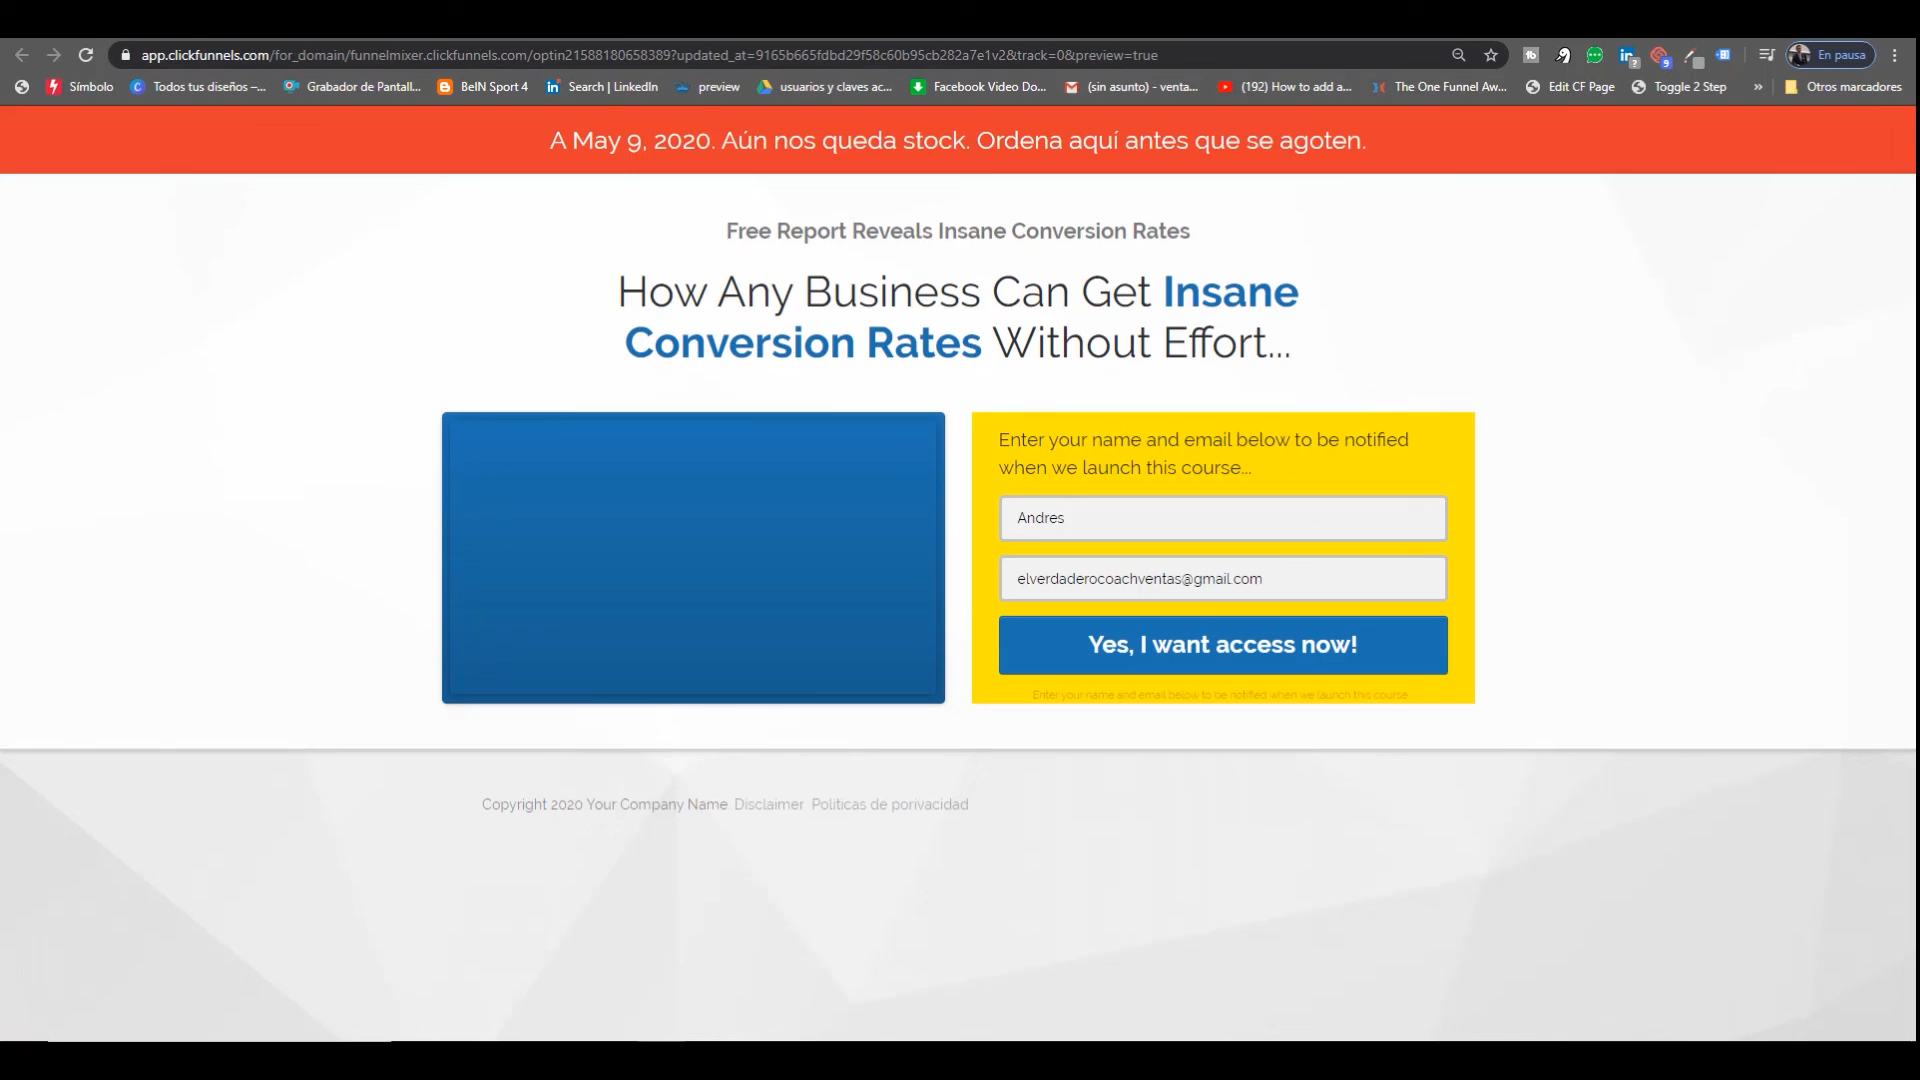 app.clickfunnels.com/for_domain/funnelmixer.clickfunnels.com/optin21588180658389?updated_at=9165b665fdbd29f58c60b95cb282a7e1v2&track=0&preview=true
En pausa
Símbolo
Todos tus diseños –...
Grabador de Pantall...
BeIN Sport 4
Search | LinkedIn
preview
usuarios y claves ac...
Facebook Video Do...
(sin asunto) - venta...
(192) How to add a...
The One Funnel Aw...
Edit CF Page
Toggle 2 Step
»
Otros marcadores
A May 9, 2020. Aún nos queda stock. Ordena aquí antes que se agoten.
Free Report Reveals Insane Conversion Rates
How Any Business Can Get Insane
Conversion Rates Without Effort...
Enter your name and email below to be notified
when we launch this course...
Andres
elverdaderocoachventas@gmail.com
Yes, I want access now!
Enter your name and email below to be notified when we launch this course
Copyright 2020 Your Company Name Disclaimer Politicas de porivacidad